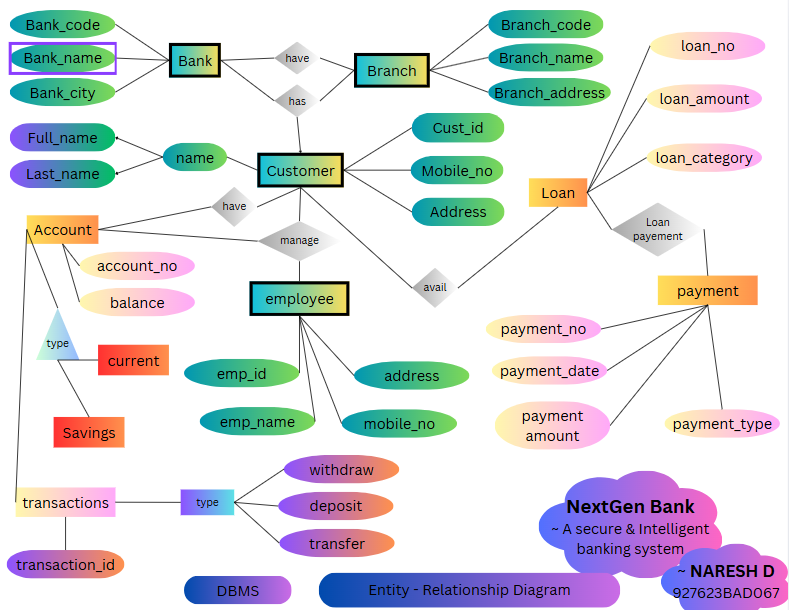 Bank_code
Bank_name
Bank_city
Bank
have
has
Branch
Branch_code
Branch_name
Branch_address
loan_no
loan_amount
loan_category
Full_name
Last_name
name
Customer
Cust_id
Mobile_no
Address
Loan
have
Account
manage
Loan
payement
account_no
balance
avail
employee
payment
type
current
Savings
emp_id
emp_name
address
mobile_no
payment_no
payment_date
payment
amount
payment_type
transactions
type
withdraw
deposit
transfer
transaction_id
NextGen Bank
~ A secure & Intelligent
banking system
~ NARESH D
927623BAD067
DBMS
Entity - Relationship Diagram